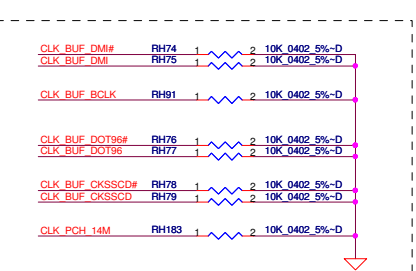 CLK_BUF_DMI# RH74 1 2 10K_0402_5%~D
CLK_BUF_DMI RH75 1 2 10K_0402_5%~D
CLK_BUF_BCLK RH91 1 2 10K_0402_5%~D
CLK_BUF_DOT96# RH76 1 2 10K_0402_5%~D
CLK_BUF_DOT96 RH77 1 2 10K_0402_5%~D
CLK_BUF_CKSSCD# RH78 1 2 10K_0402_5%~D
CLK_BUF_CKSSCD RH79 1 2 10K_0402_5%~D
CLK_PCH_14M RH183 1 2 10K_0402_5%~D